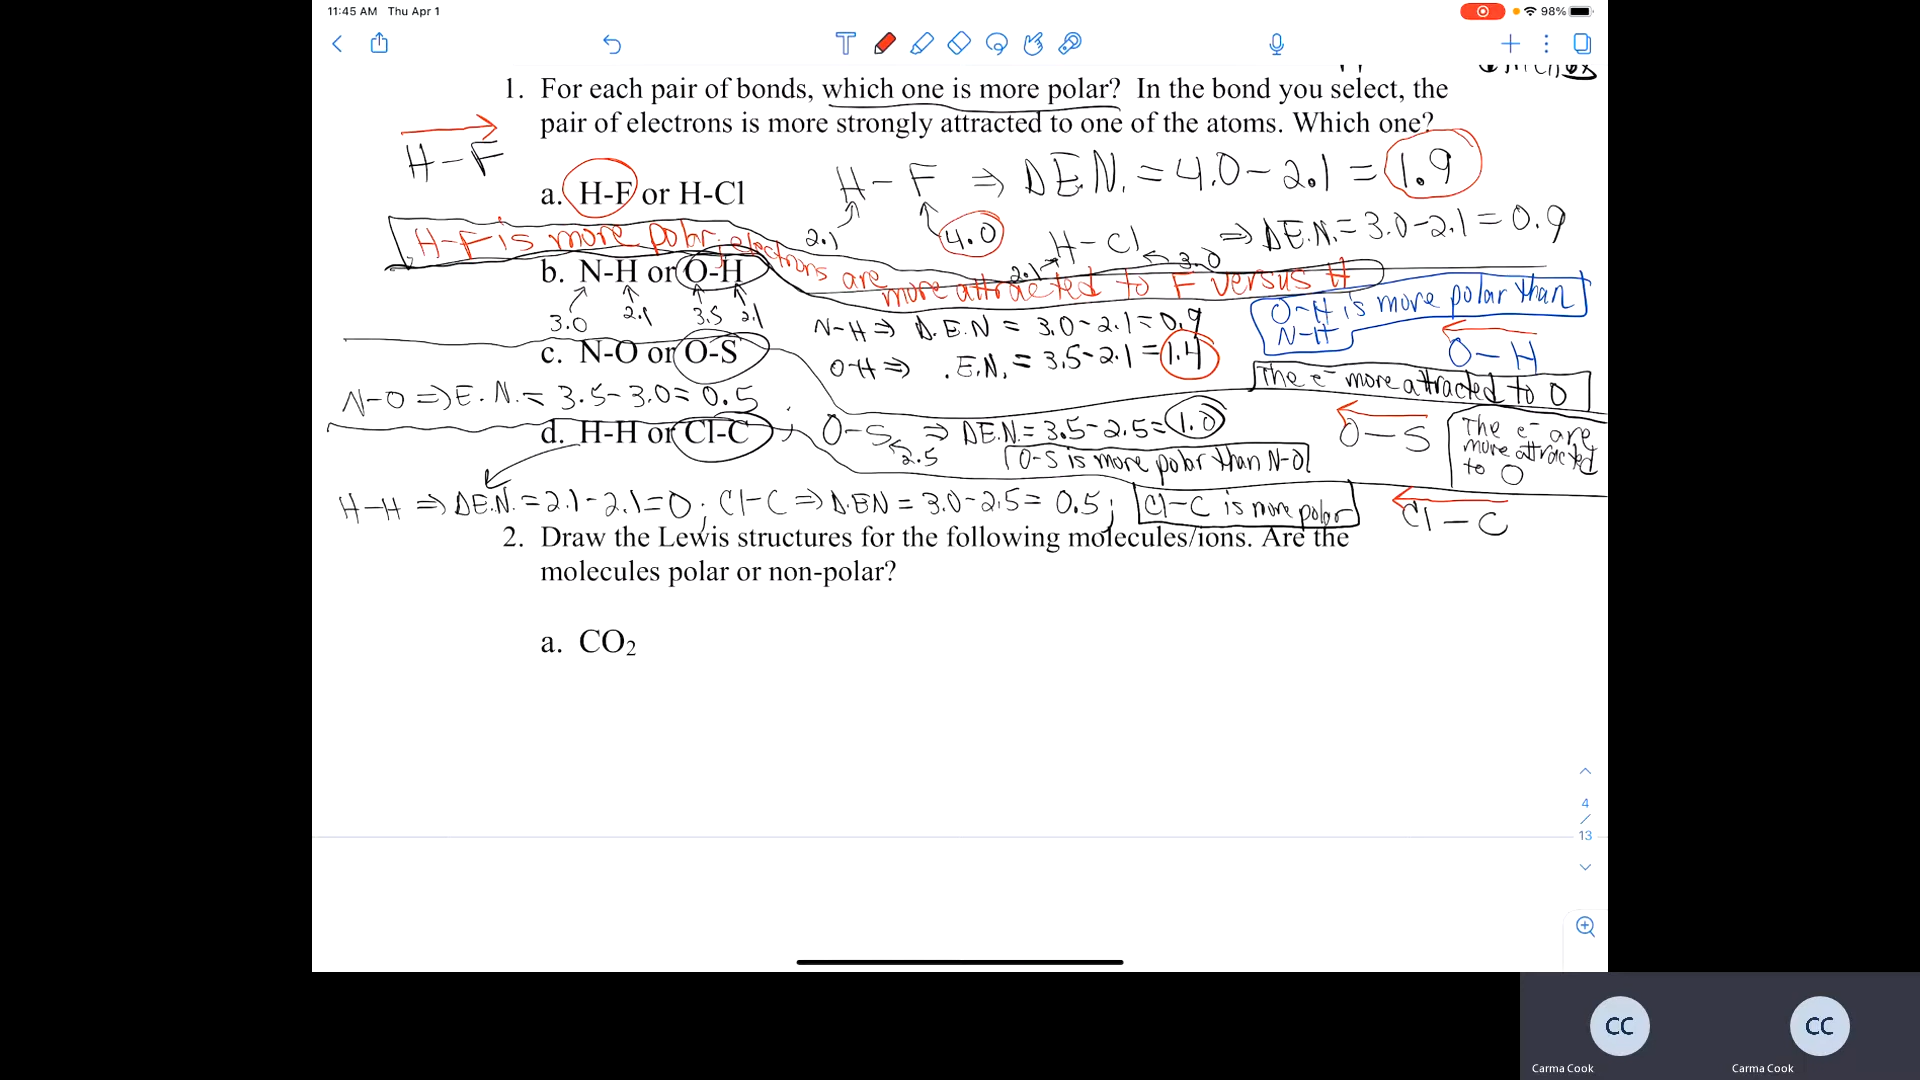 11:45 AM Thu Apr 1
98%
1. For each pair of bonds, which one is more polar? In the bond you select, the
pair of electrons is more strongly attracted to one of the atoms. Which one?
H-F
a. H-F or H-Cl
H-F ⇒ ΔE.N. = 4.0-2.1 = 1.9
2.1 4.0
H-Cl ⇒ ΔE.N. = 3.0-2.1 = 0.9
2.1 3.0
H-F is more polar; electrons are
more attracted to F versus H
b. N-H or O-H
3.0 2.1 3.5 2.1
N-H ⇒ Δ.E.N = 3.0-2.1 = 0.9
O-H ⇒ .E.N. = 3.5-2.1 = 1.4
O-H is more polar than
N-H
O-H
The e⁻ more attracted to O
c. N-O or O-S
N-O ⇒ E.N. = 3.5-3.0 = 0.5 ;
O-S ⇒ ΔE.N. = 3.5-2.5 = 1.0
2.5
O-S is more polar than N-O
O-S
The e⁻ are
more attracted
to O
d. H-H or Cl-C
H-H ⇒ ΔE.N. = 2.1-2.1 = 0 ; Cl-C ⇒ Δ.EN = 3.0-2.5 = 0.5 ; Cl-C is more polar
Cl-C
2. Draw the Lewis structures for the following molecules/ions. Are the
molecules polar or non-polar?
a. CO₂
4
/
13
CC CC
Carma Cook Carma Cook